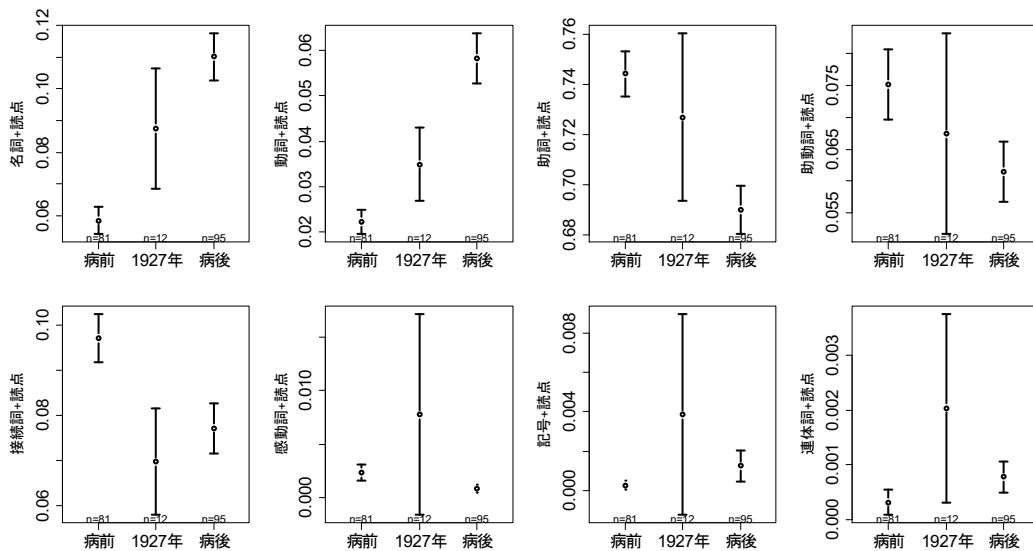 名詞+読点
0.06 0.08 0.10 0.12
n=81 n=12 n=95
病前 1927年 病後
動詞+読点
0.02 0.03 0.04 0.05 0.06
n=81 n=12 n=95
病前 1927年 病後
助詞+読点
0.68 0.70 0.72 0.74 0.76
n=81 n=12 n=95
病前 1927年 病後
助動詞+読点
0.055 0.065 0.075
n=81 n=12 n=95
病前 1927年 病後
接続詞+読点
0.06 0.08 0.10
n=81 n=12 n=95
病前 1927年 病後
感動詞+読点
0.000 0.010
n=81 n=12 n=95
病前 1927年 病後
記号+読点
0.000 0.004 0.008
n=81 n=12 n=95
病前 1927年 病後
連体詞+読点
0.000 0.001 0.002 0.003
n=81 n=12 n=95
病前 1927年 病後